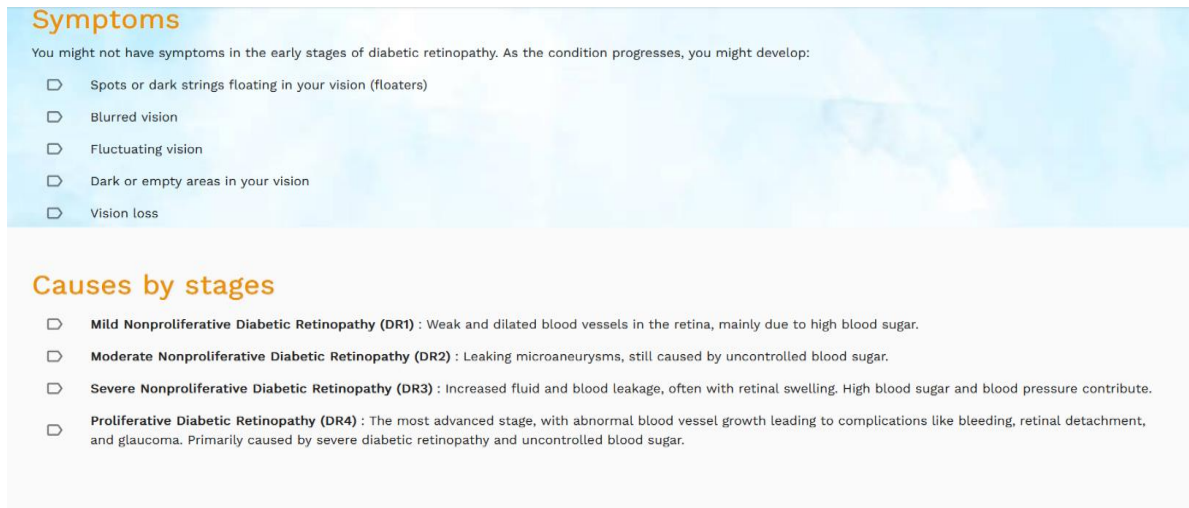 Symptoms
You might not have symptoms in the early stages of diabetic retinopathy. As the condition progresses, you might develop:
Spots or dark strings floating in your vision (floaters)
Blurred vision
Fluctuating vision
Dark or empty areas in your vision
Vision loss
Causes by stages
Mild Nonproliferative Diabetic Retinopathy (DR1) : Weak and dilated blood vessels in the retina, mainly due to high blood sugar.
Moderate Nonproliferative Diabetic Retinopathy (DR2) : Leaking microaneurysms, still caused by uncontrolled blood sugar.
Severe Nonproliferative Diabetic Retinopathy (DR3) : Increased fluid and blood leakage, often with retinal swelling. High blood sugar and blood pressure contribute.
Proliferative Diabetic Retinopathy (DR4) : The most advanced stage, with abnormal blood vessel growth leading to complications like bleeding, retinal detachment,
and glaucoma. Primarily caused by severe diabetic retinopathy and uncontrolled blood sugar.